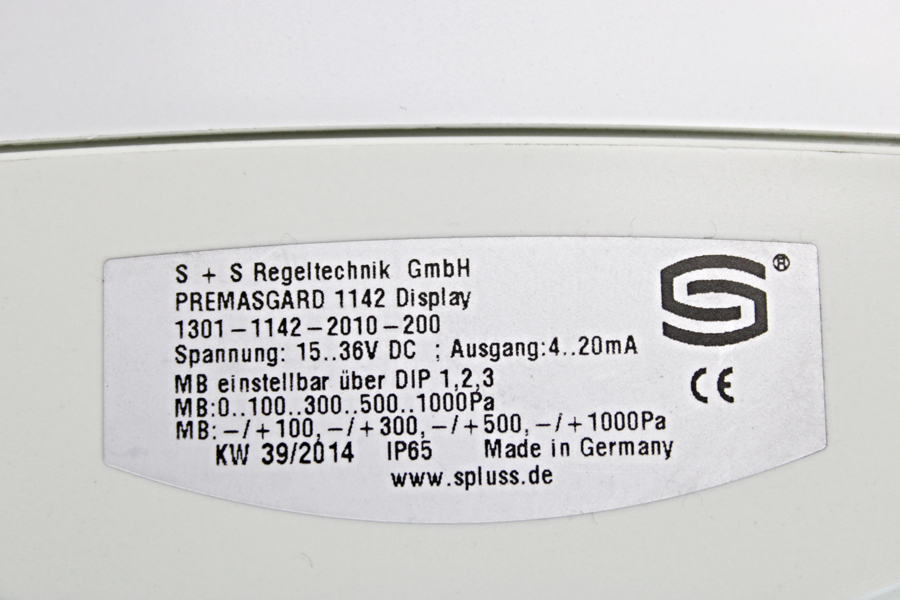 S + S Regeltechnik GmbH
PREMASGARD 1142 Display
1301-1142-2010-200
Spannung: 15..36V DC ; Ausgang:4..20mA
MB einstellbar über DIP 1,2,3
MB:0..100..300..500..1000Pa
MB: -/+100, -/+300, -/+500, -/+1000Pa
KW 39/2014 IP65 Made in Germany
www.spluss.de
S ®
CE